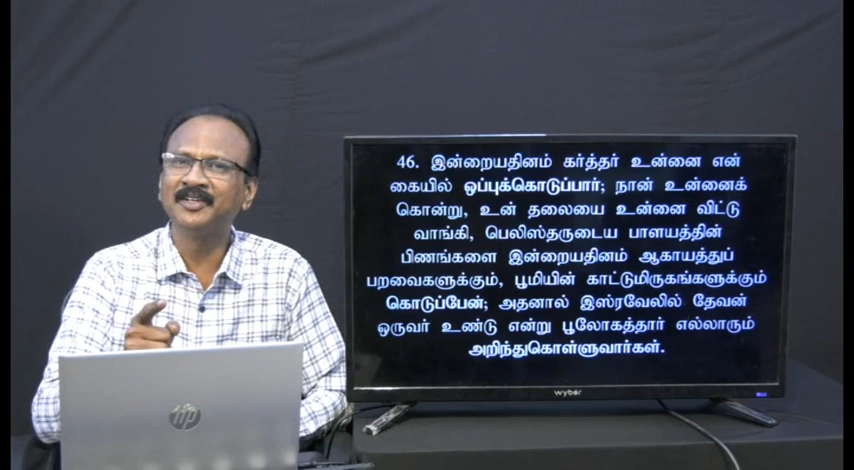 46. இன்றையதினம் கர்த்தர் உன்னை என்
கையில் ஒப்புக்கொடுப்பார்; நான் உன்னைக்
கொன்று, உன் தலையை உன்னை விட்டு
வாங்கி, பெலிஸ்தருடைய பாளயத்தின்
பிணங்களை இன்றையதினம் ஆகாயத்துப்
பறவைகளுக்கும், பூமியின் காட்டுமிருகங்களுக்கும்
கொடுப்பேன்; அதனால் இஸ்ரவேலில் தேவன்
ஒருவர் உண்டு என்று பூலோகத்தார் எல்லாரும்
அறிந்துகொள்ளுவார்கள்.
wybor
hp